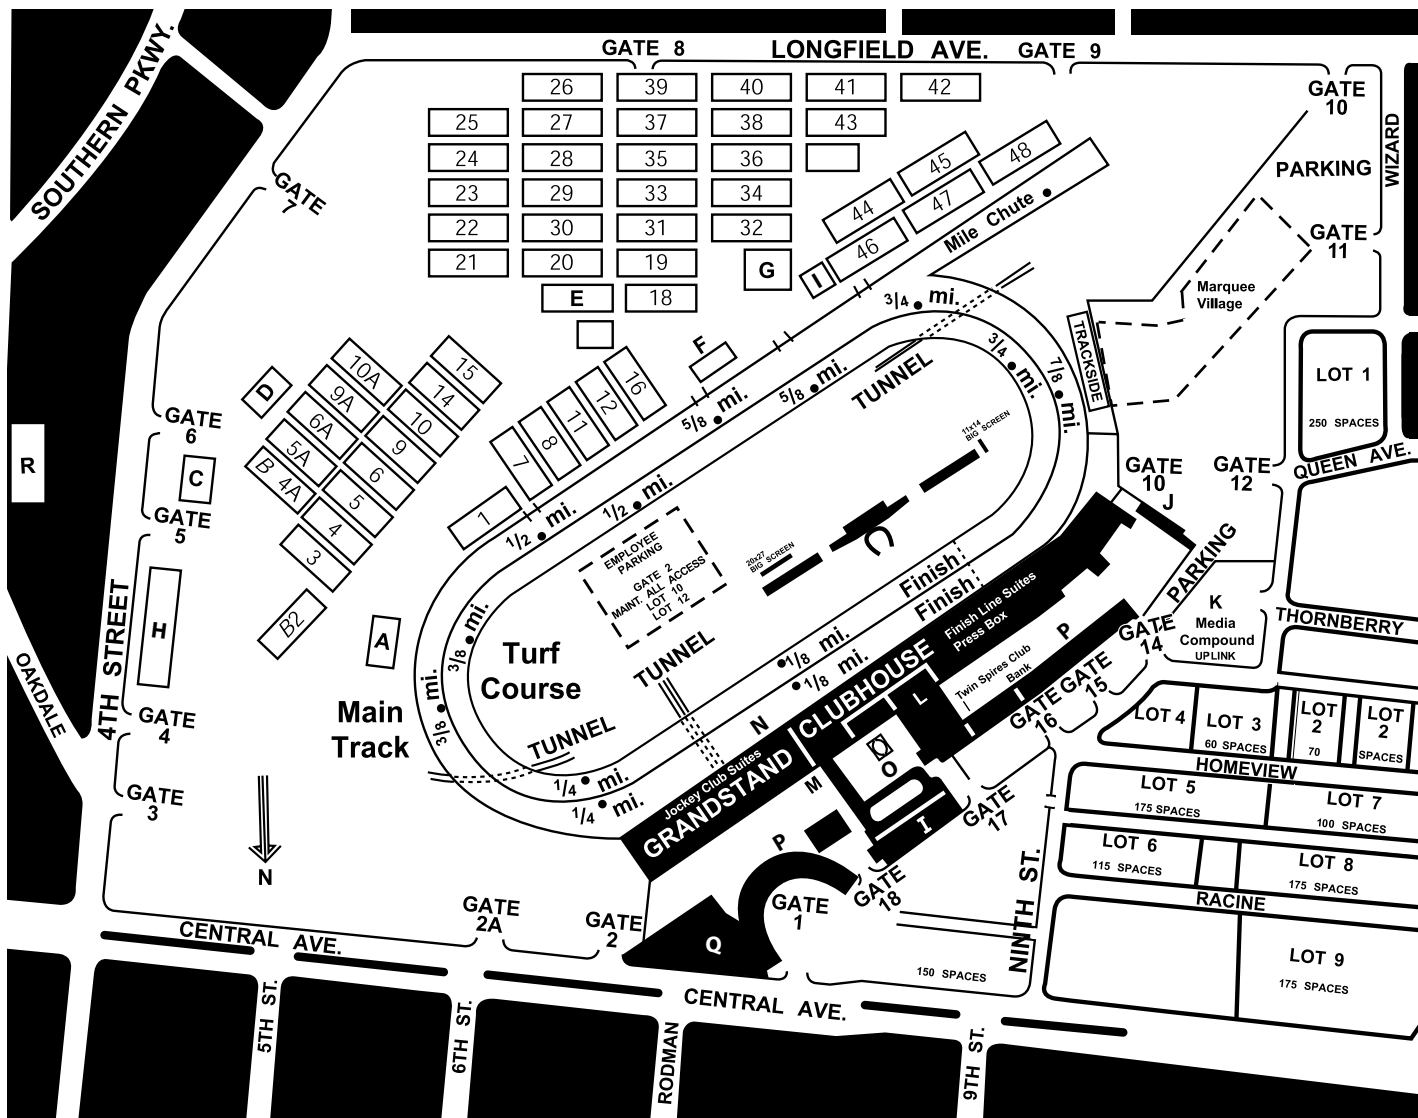 GATE 8
LONGFIELD AVE.
GATE 9
SOUTHERN PKWY.
26
39
40
41
42
GATE
10
25
27
37
38
43
WIZARD
24
28
35
36
45
48
PARKING
23
29
33
34
44
47
GATE
7
22
30
31
32
46
Mile Chute
GATE
11
21
20
19
G
I
E
18
3/4 mi.
Marquee
Village
TRACKSIDE
F
3/4 mi.
7/8 mi.
10A
15
D
9A
14
16
5/8 mi.
5/8 mi.
TUNNEL
LOT 1
250 SPACES
6A
10
12
11
8
7
GATE
6
5A
9
11x14
BIG SCREEN
R
C
B
4A
6
QUEEN AVE.
GATE
10
GATE
12
5
4
3
1
1/2 mi.
1/2 mi.
J
GATE
5
EMPLOYEE
PARKING
GATE 2
MAINT. ALL ACCESS
LOT 10
LOT 12
20x27
BIG SCREEN
C
PARKING
Finish
Finish
Finish Line Suites
Press Box
K
Media
Compound
UPLINK
THORNBERRY
4TH STREET
H
B2
A
3/8 mi.
Turf
Course
TUNNEL
1/8 mi.
1/8 mi.
P
GATE
14
OAKDALE
3/8 mi.
CLUBHOUSE
Twin Spires Club
Bank
L
GATE
15
GATE
16
GATE
4
Main
Track
TUNNEL
N
LOT 4
LOT 3
60 SPACES
LOT
2
70
LOT
2
SPACES
Jockey Club Suites
GRANDSTAND
M
O
HOMEVIEW
1/4 mi.
1/4 mi.
GATE
3
LOT 5
175 SPACES
LOT 7
100 SPACES
I
GATE
17
P
LOT 6
115 SPACES
LOT 8
175 SPACES
N
GATE
18
RACINE
GATE
2A
GATE
2
GATE
1
NINTH ST.
CENTRAL AVE.
Q
LOT 9
175 SPACES
150 SPACES
CENTRAL AVE.
5TH ST.
6TH ST.
RODMAN
9TH ST.